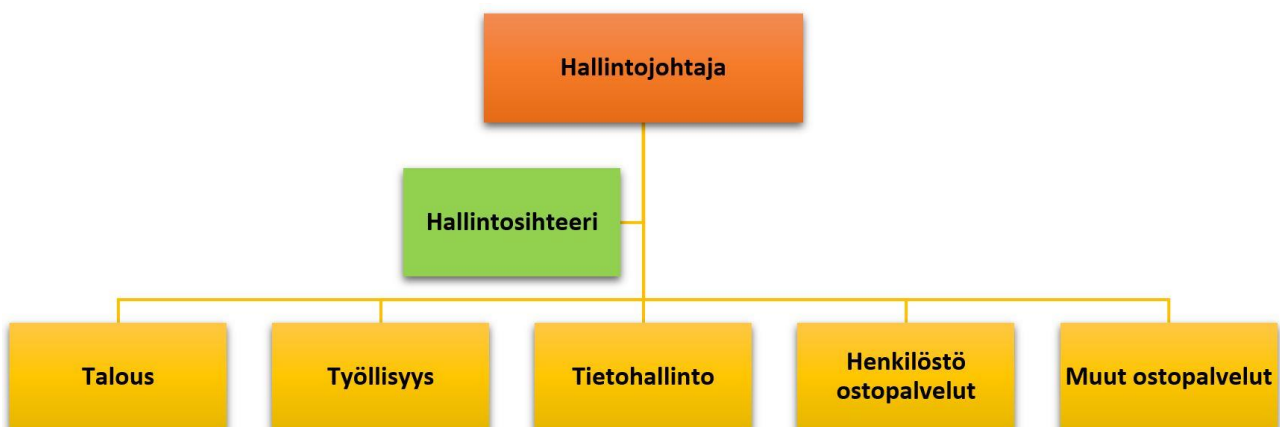 Hallintojohtaja
Hallintosihteeri
Talous
Työllisyys
Tietohallinto
Henkilöstö
ostopalvelut
Muut ostopalvelut